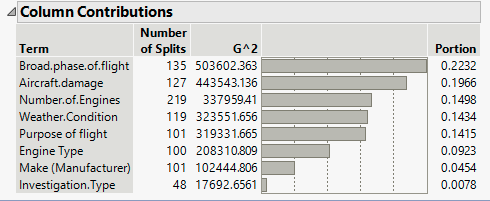 Column Contributions
Number
Term of Splits G^2 Portion
Broad.phase.of.flight 135 503602.363 0.2232
Aircraft.damage 127 443543.136 0.1966
Number.of.Engines 219 337959.41 0.1498
Weather.Condition 119 323551.656 0.1434
Purpose of flight 101 319331.665 0.1415
Engine Type 100 208310.809 0.0923
Make (Manufacturer) 101 102444.806 0.0454
Investigation.Type 48 17692.6561 0.0078